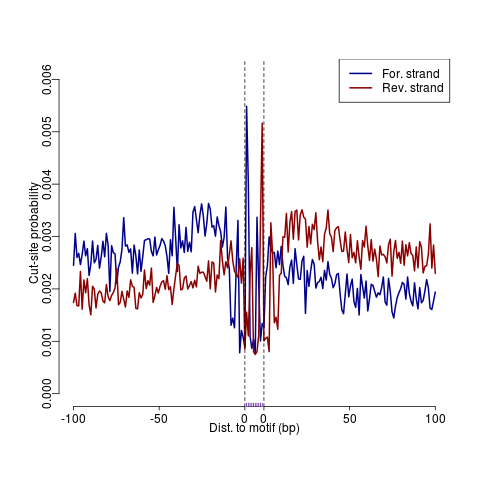 For. strand
Rev. strand
Cut-site probability
0.006
0.005
0.004
0.003
0.002
0.001
0.000
-100 -50 0 0 50 100
Dist. to motif (bp)